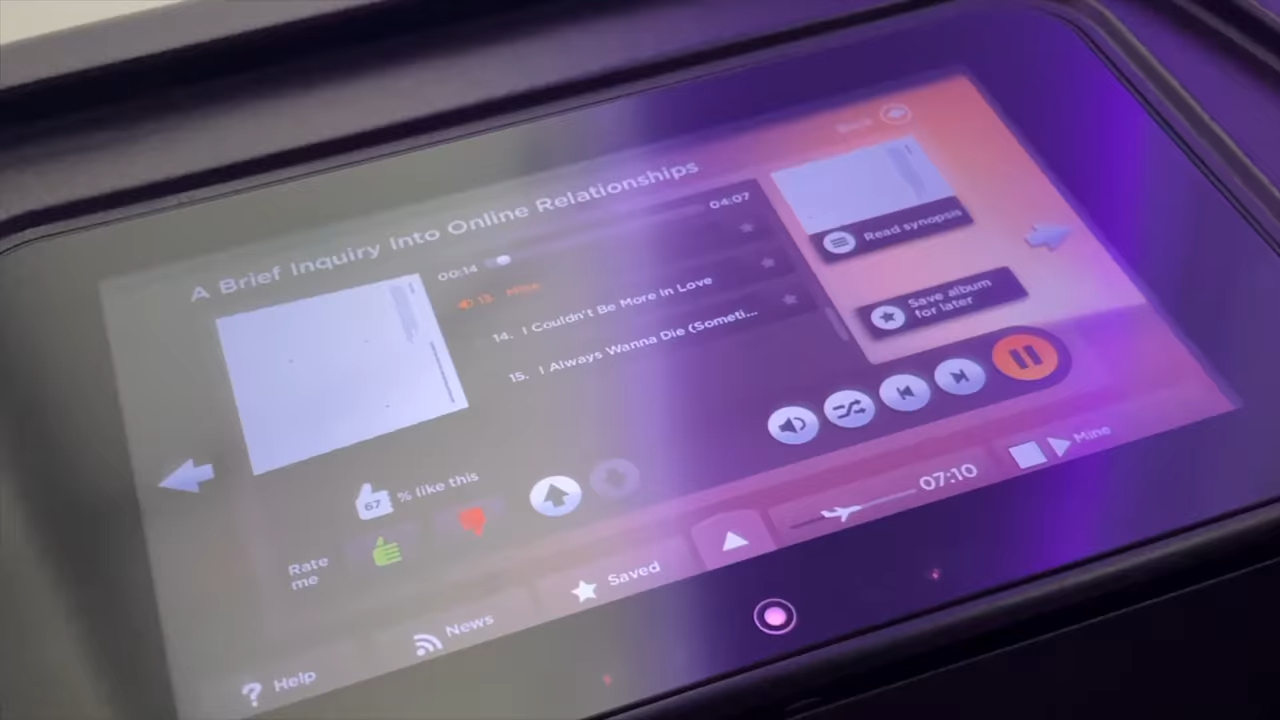 Back
A Brief Inquiry Into Online Relationships
00:14
04:07
13. Mine
14. I Couldn't Be More in Love
15. I Always Wanna Die (Someti...
Read synopsis
Save album
for later
67 % like this
Rate
me
07:10
Mine
Saved
News
Help